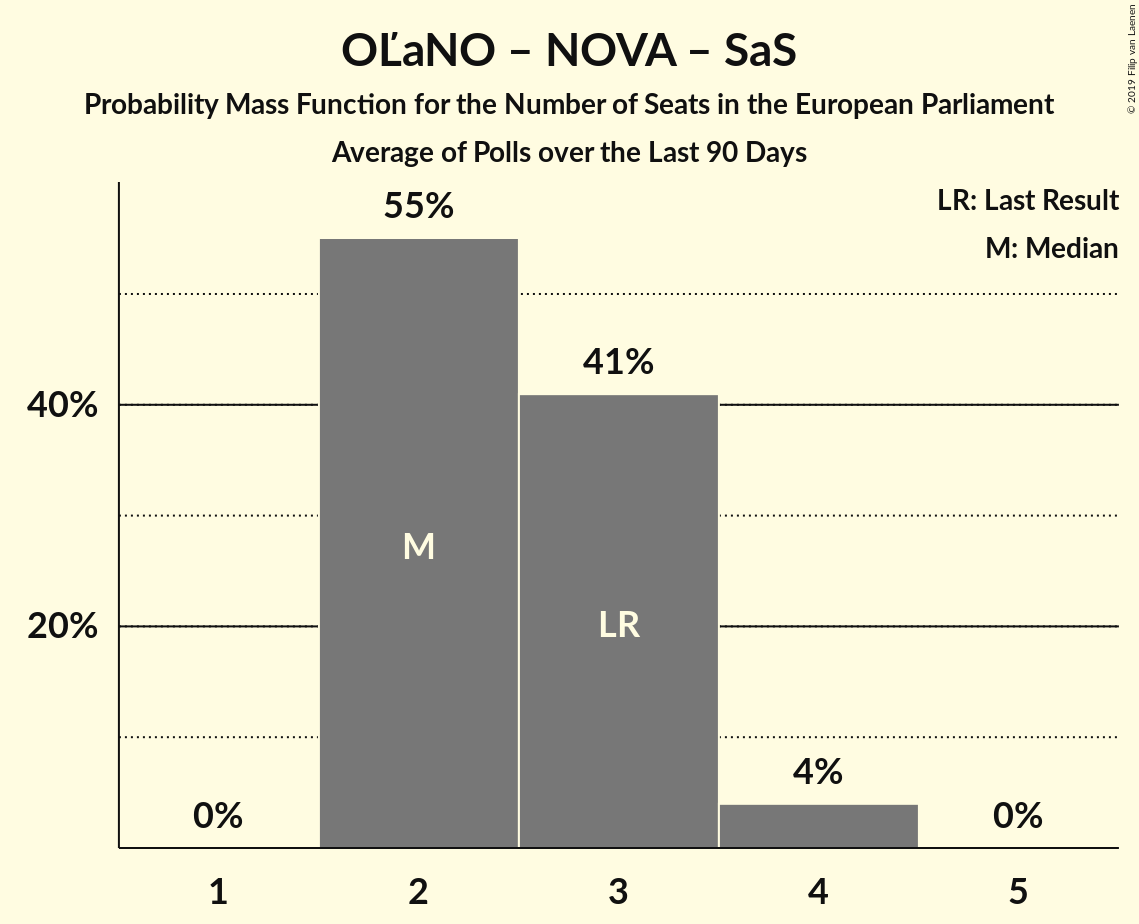 OĽaNO – NOVA – SaS
Probability Mass Function for the Number of Seats in the European Parliament
Average of Polls over the Last 90 Days
© 2019 Filip van Laenen
LR: Last Result
M: Median
55%
41%
40%
M
LR
20%
4%
0%
0%
1 2 3 4 5